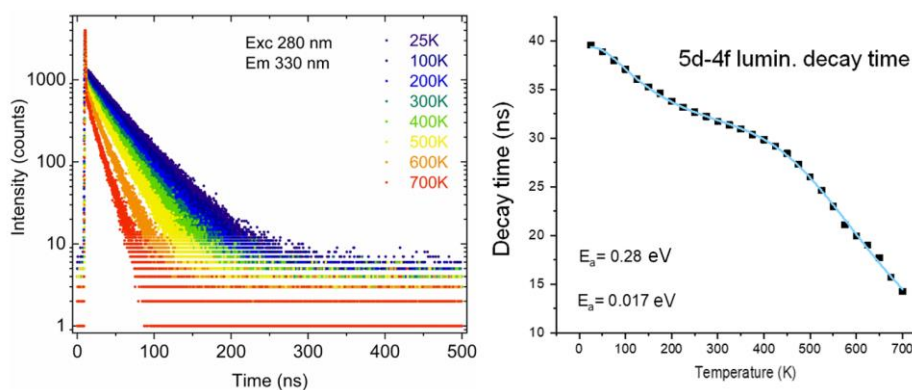 Exc 280 nm
Em 330 nm
25K
100K
200K
300K
400K
500K
600K
700K
1000
100
10
1
Intensity (counts)
0 100 200 300 400 500
Time (ns)
5d-4f lumin. decay time
40
35
30
25
20
15
10
Decay time (ns)
Eₐ= 0.28 eV
Eₐ= 0.017 eV
0 100 200 300 400 500 600 700
Temperature (K)